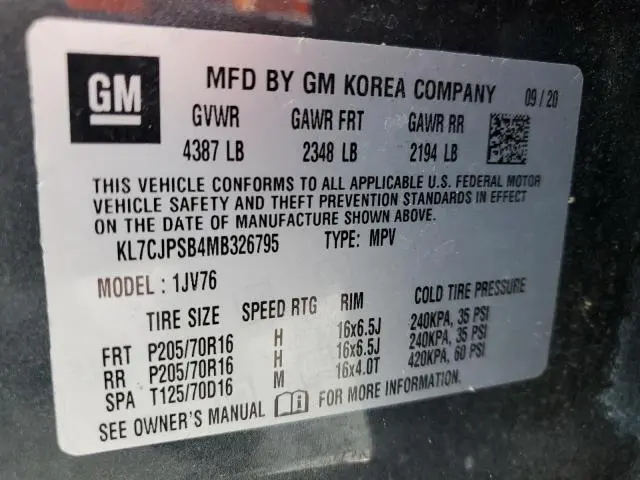 GM
MFD BY GM KOREA COMPANY 09/20
GVWR GAWR FRT GAWR RR
4387 LB 2348 LB 2194 LB
THIS VEHICLE CONFORMS TO ALL APPLICABLE U.S. FEDERAL MOTOR
VEHICLE SAFETY AND THEFT PREVENTION STANDARDS IN EFFECT
ON THE DATE OF MANUFACTURE SHOWN ABOVE.
KL7CJPSB4MB326795 TYPE: MPV
MODEL: 1JV76
TIRE SIZE SPEED RTG RIM COLD TIRE PRESSURE
FRT P205/70R16 H 16x6.5J 240KPA, 35 PSI
RR P205/70R16 H 16x6.5J 240KPA, 35 PSI
SPA T125/70D16 M 16x4.0T 420KPA, 60 PSI
SEE OWNER'S MANUAL i FOR MORE INFORMATION.